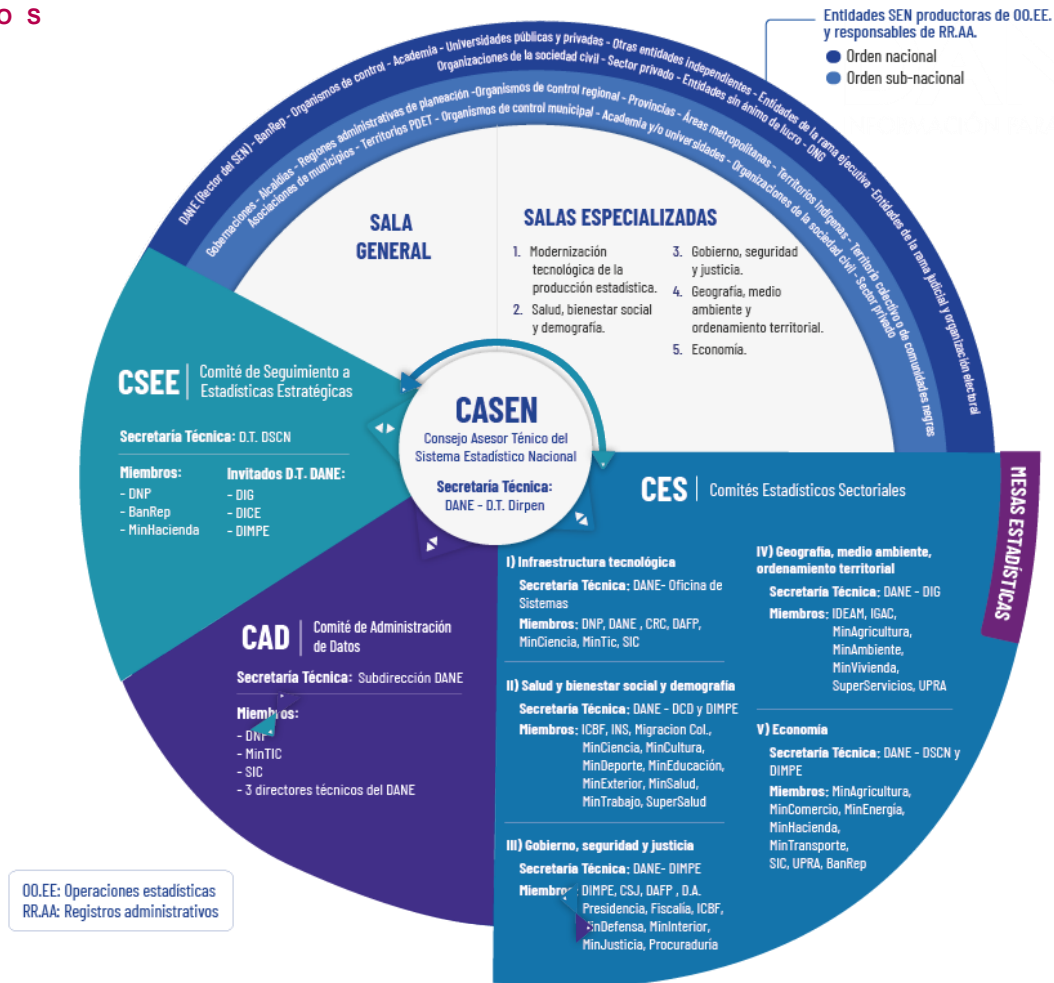 O S
Entidades SEN productoras de OO.EE.
y responsables de RR.AA.
Orden nacional
Orden sub-nacional
DANE (Rector del SEN) - BanRep - Organismos de control - Academia - Universidades públicas y privadas - Otras entidades independientes - Entidades de la rama ejecutiva -Entidades de la rama judicial y organización electoral
Organizaciones de la sociedad civil - Sector privado - Entidades sin ánimo de lucro - ONG
Gobernaciones - Alcaldías - Regiones administrativas de planeación -Organismos de control regional - Provincias - Áreas metropolitanas - Territorios Indígenas - Territorio colectivo o de comunidades negras
Asociaciones de municipios - Territorios PDET - Organismos de control municipal - Academia y/o universidades - Organizaciones de la sociedad civil - Sector privado
SALA
GENERAL
SALAS ESPECIALIZADAS
1. Modernización
tecnológica de la
producción estadística.
2. Salud, bienestar social
y demografía.
3. Gobierno, seguridad
y justicia.
4. Geografía, medio
ambiente y
ordenamiento territorial.
5. Economía.
CSEE | Comité de Seguimiento a
Estadísticas Estratégicas
Secretaría Técnica: D.T. DSCN
Miembros:
- DNP
- BanRep
- MinHacienda
Invitados D.T. DANE:
- DIG
- DICE
- DIMPE
CASEN
Consejo Asesor Ténico del
Sistema Estadístico Nacional
Secretaría Técnica:
DANE - D.T. Dirpen
CAD | Comité de Administración
de Datos
Secretaría Técnica: Subdirección DANE
Miembros:
- DNP
- MinTIC
- SIC
- 3 directores técnicos del DANE
CES | Comités Estadísticos Sectoriales
MESAS ESTADÍSTICAS
I) Infraestructura tecnológica
Secretaría Técnica: DANE- Oficina de
Sistemas
Miembros: DNP, DANE , CRC, DAFP,
MinCiencia, MinTic, SIC
II) Salud y bienestar social y demografía
Secretaría Técnica: DANE - DCD y DIMPE
Miembros: ICBF, INS, Migracion Col.,
MinCiencia, MinCultura,
MinDeporte, MinEducación,
MinExterior, MinSalud,
MinTrabajo, SuperSalud
III) Gobierno, seguridad y justicia
Secretaría Técnica: DANE- DIMPE
Miembros: DIMPE, CSJ, DAFP , D.A.
Presidencia, Fiscalía, ICBF,
MinDefensa, MinInterior,
MinJusticia, Procuraduría
IV) Geografía, medio ambiente,
ordenamiento territorial
Secretaría Técnica: DANE - DIG
Miembros: IDEAM, IGAC,
MinAgricultura,
MinAmbiente,
MinVivienda,
SuperServicios, UPRA
V) Economía
Secretaría Técnica: DANE - DSCN y
DIMPE
Miembros: MinAgricultura,
MinComercio, MinEnergía,
MinHacienda,
MinTransporte,
SIC, UPRA, BanRep
OO.EE: Operaciones estadísticas
RR.AA: Registros administrativos